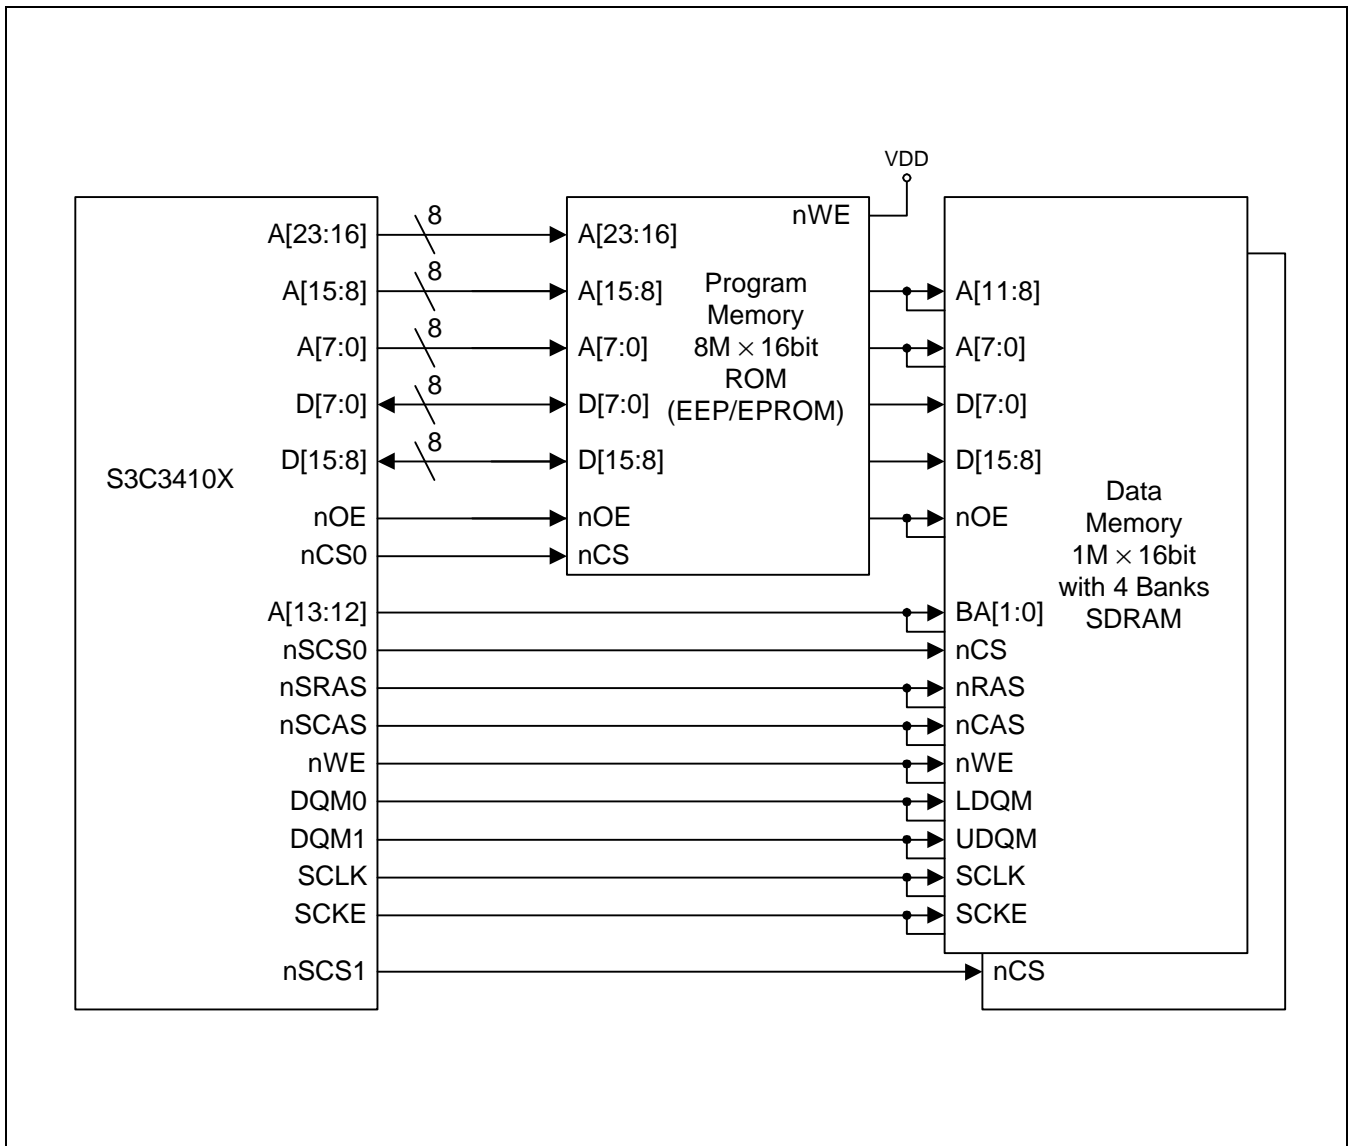 VDD
S3C3410X
A[23:16]
A[15:8]
A[7:0]
D[7:0]
D[15:8]
nOE
nCS0
A[13:12]
nSCS0
nSRAS
nSCAS
nWE
DQM0
DQM1
SCLK
SCKE
nSCS1
8
8
8
8
8
nWE
A[23:16]
A[15:8]
A[7:0]
D[7:0]
D[15:8]
nOE
nCS
Program
Memory
8M × 16bit
ROM
(EEP/EPROM)
A[11:8]
A[7:0]
D[7:0]
D[15:8]
nOE
BA[1:0]
nCS
nRAS
nCAS
nWE
LDQM
UDQM
SCLK
SCKE
Data
Memory
1M × 16bit
with 4 Banks
SDRAM
nCS